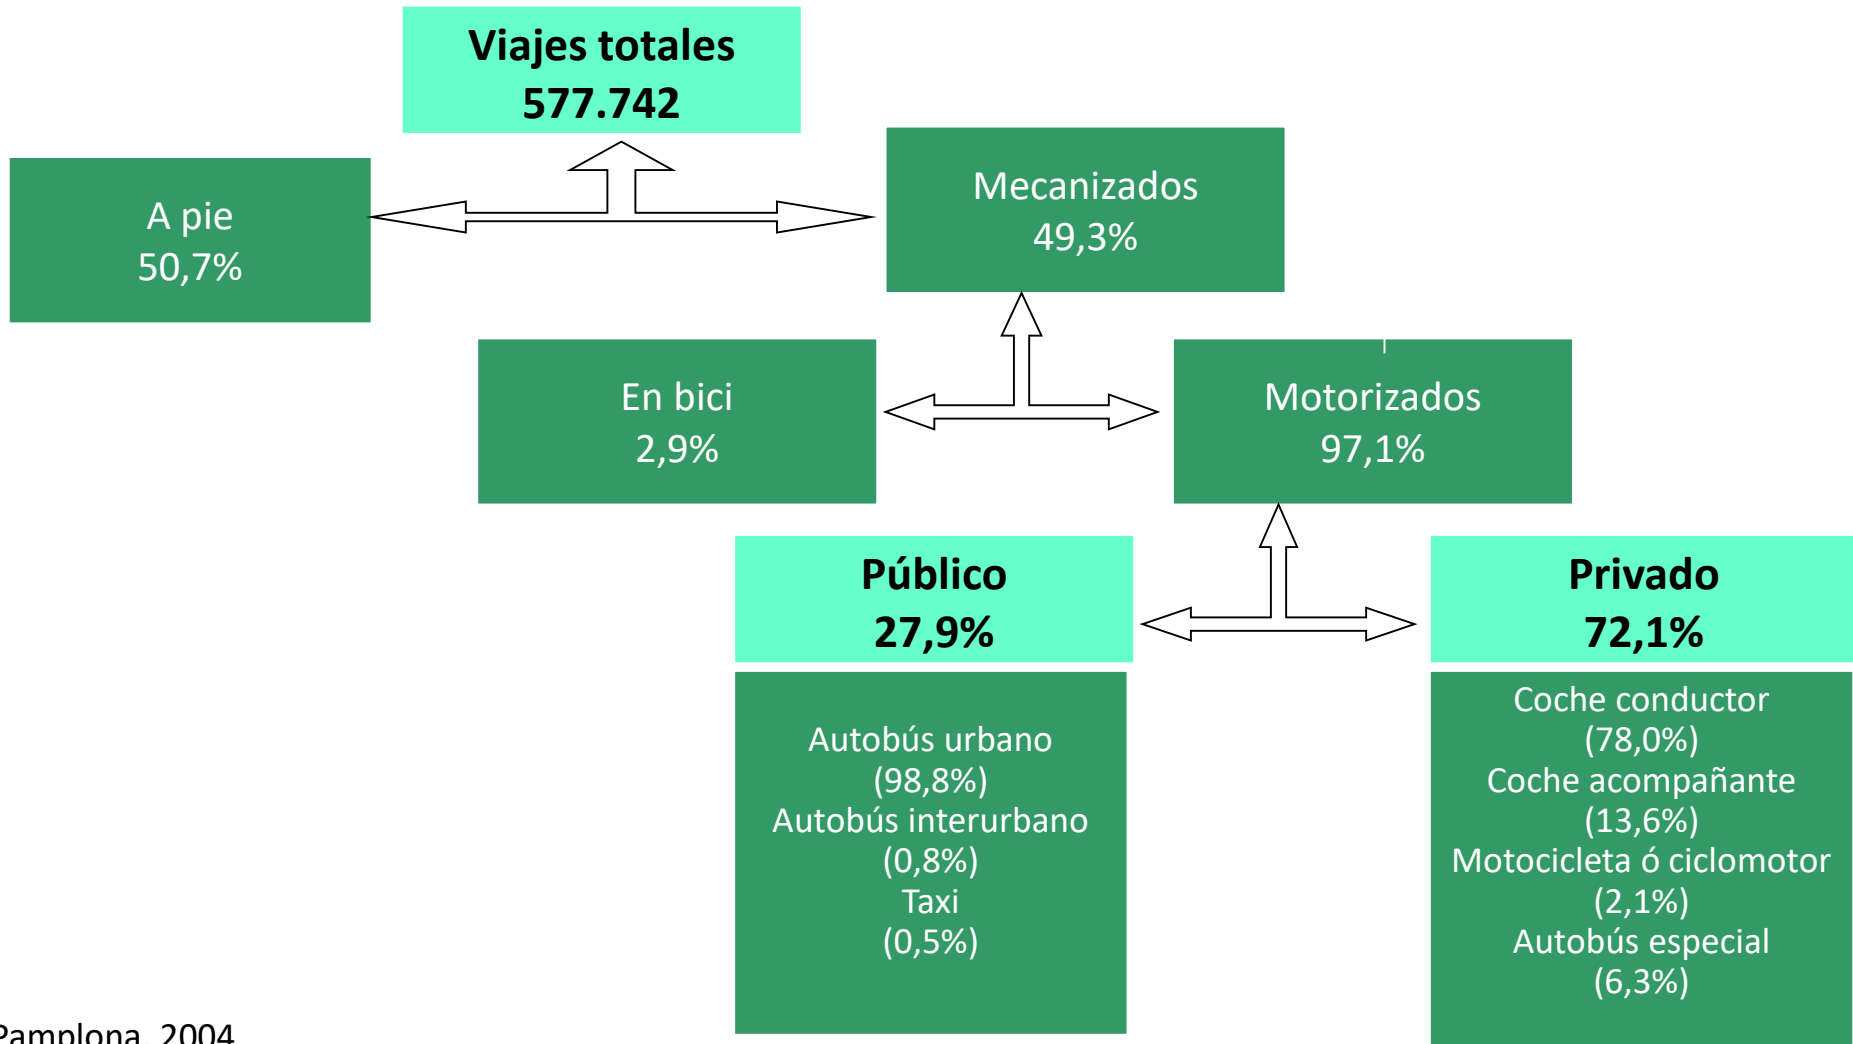 Viajes totales
577.742
A pie
50,7%
Mecanizados
49,3%
En bici
2,9%
Motorizados
97,1%
Público
27,9%
Privado
72,1%
Autobús urbano
(98,8%)
Autobús interurbano
(0,8%)
Taxi
(0,5%)
Coche conductor
(78,0%)
Coche acompañante
(13,6%)
Motocicleta ó ciclomotor
(2,1%)
Autobús especial
(6,3%)
Pamplona, 2004